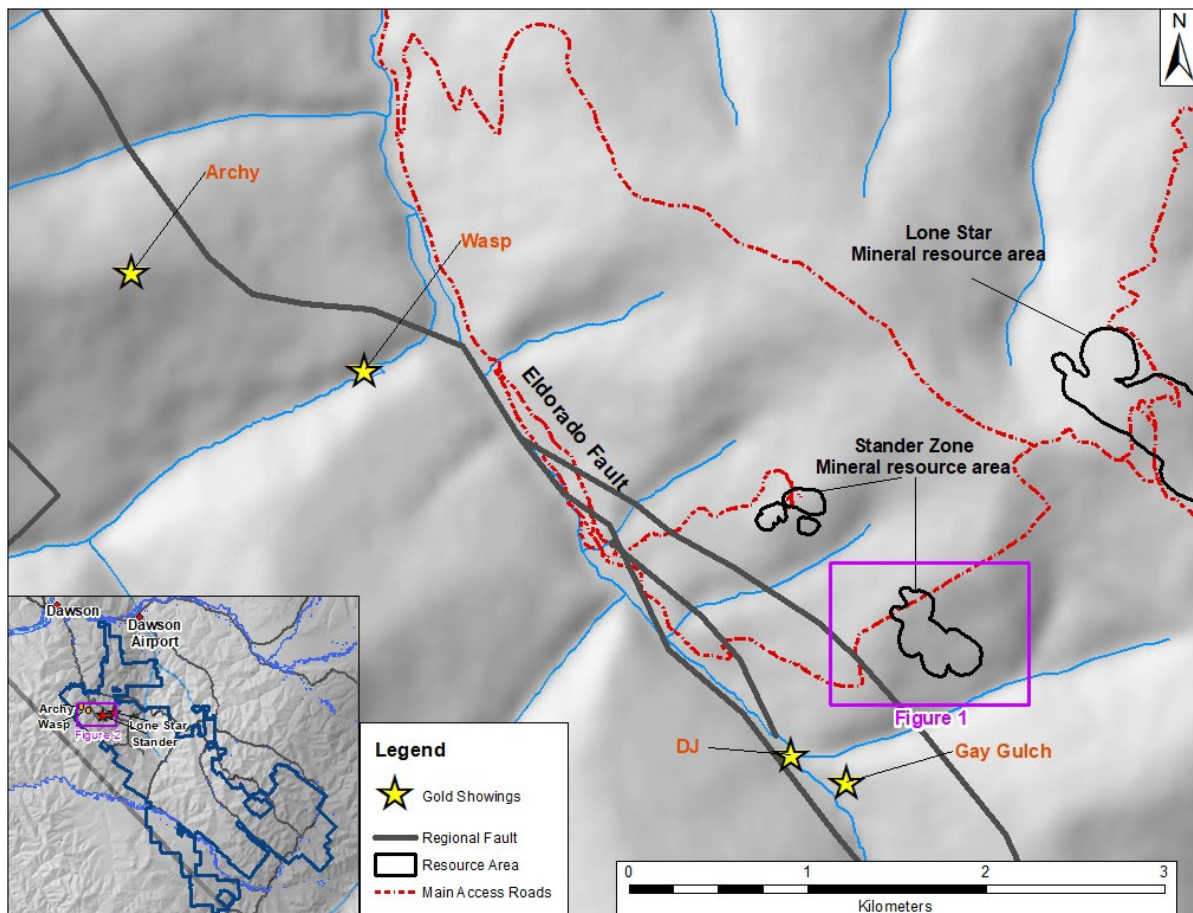 N
Archy
Wasp
Lone Star
Mineral resource area
Eldorado Fault
Stander Zone
Mineral resource area
Figure 1
DJ
Gay Gulch
Dawson
Dawson
Airport
Archy
Wasp
Lone Star
Stander
Figure 2
Legend
Gold Showings
Regional Fault
Resource Area
Main Access Roads
0 1 2 3
Kilometers